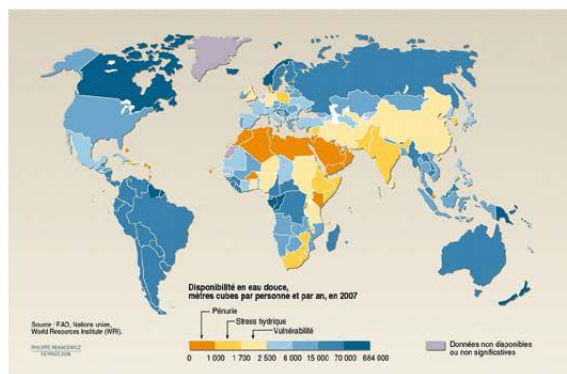 Disponibilité en eau douce,
mètres cubes par personne et par an, en 2007
Pénurie
Stress hydrique
Vulnérabilité
0 1 000 1 700 2 500 6 000 15 000 70 000 684 000
Données non disponibles
ou non significatives
Source : FAO, Nations unies,
World Resources Institute (WRI).
PHILIPPE REKACEWICZ
FÉVRIER 2008